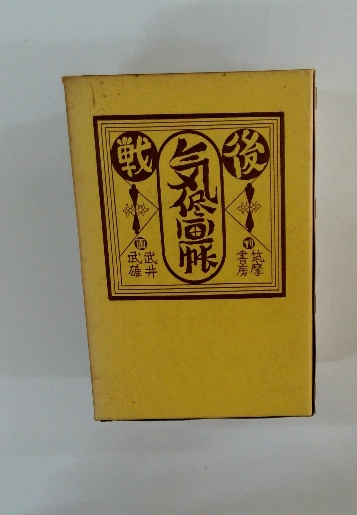 戦後
気侭画帳
画 武井武雄
刊 筑摩書房